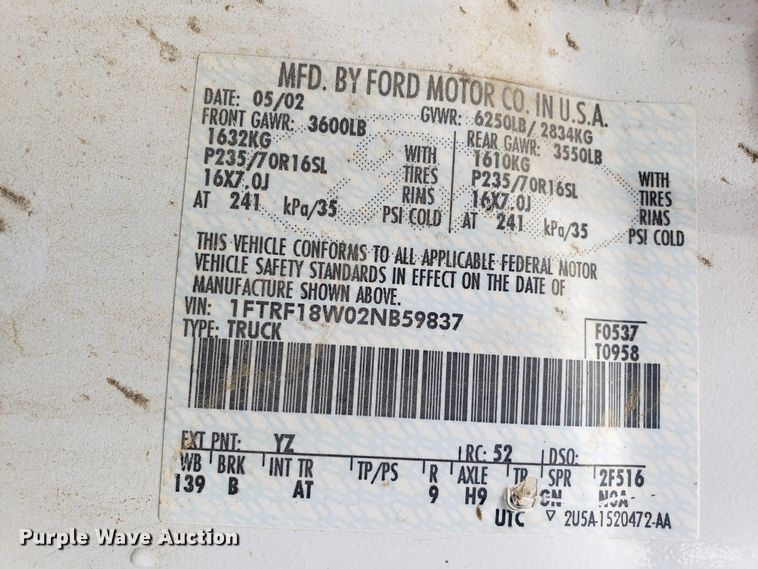 MFD. BY FORD MOTOR CO. IN U.S.A.
DATE: 05/02 GVWR: 6250LB/ 2834KG
FRONT GAWR: 3600LB REAR GAWR: 3550LB
1632KG WITH 1610KG WITH
P235/70R16SL TIRES P235/70R16SL TIRES
16X7.0J RIMS 16X7.0J RIMS
AT 241 kPa/35 PSI COLD AT 241 kPa/35 PSI COLD
THIS VEHICLE CONFORMS TO ALL APPLICABLE FEDERAL MOTOR
VEHICLE SAFETY STANDARDS IN EFFECT ON THE DATE OF
MANUFACTURE SHOWN ABOVE.
VIN: 1FTRF18W02NB59837
TYPE: TRUCK
F0537
T0958
EXT PNT: YZ RC: 52 DSO:
WB BRK INT TR TP/PS R AXLE TR SPR 2F516
139 B AT 9 H9 GN
UTC ▽ 2U5A-1520472-AA
Purple Wave Auction